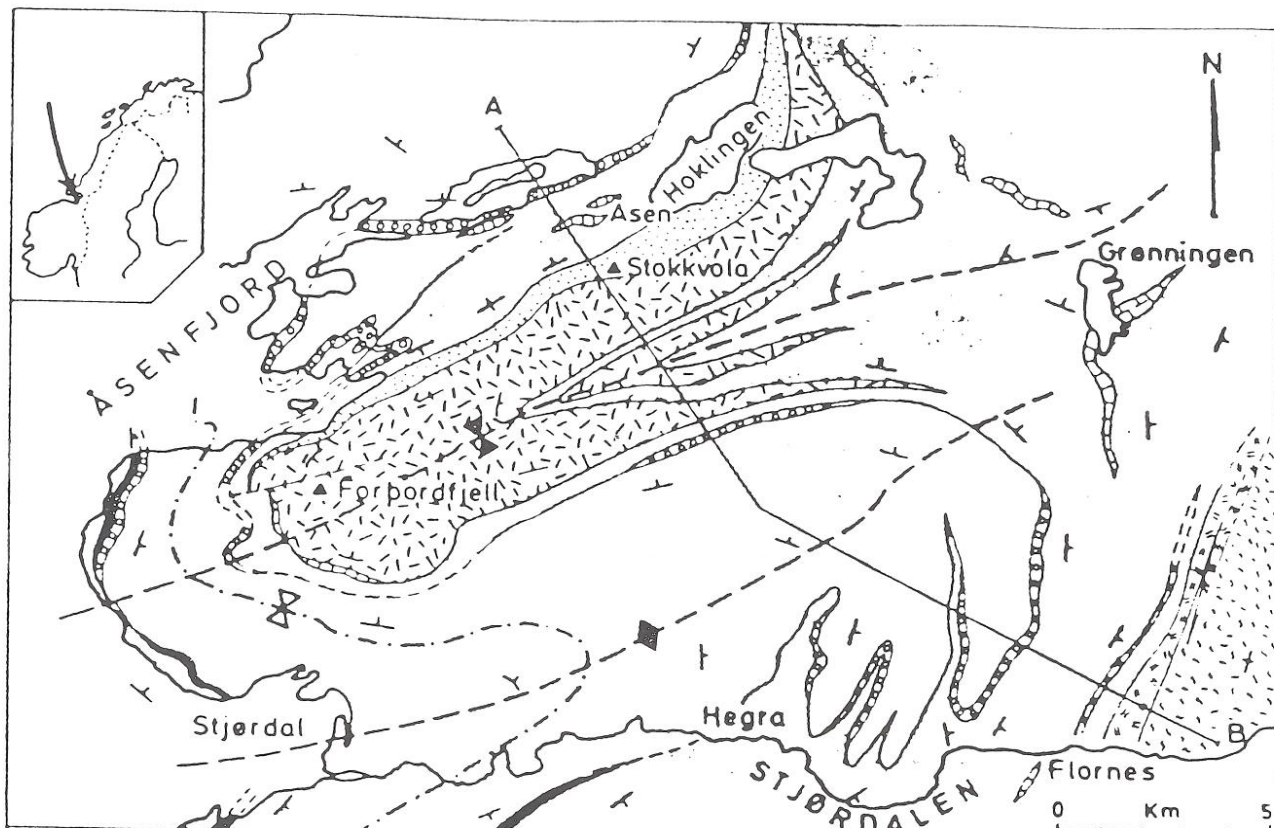 A
N
Hoklingen
Åsen
Stokkvola
Grønningen
ÅSENFJORD
Forbordfjell
Stjørdal
Hegra
B
Flornes
STJØRDALEN
0 Km 5